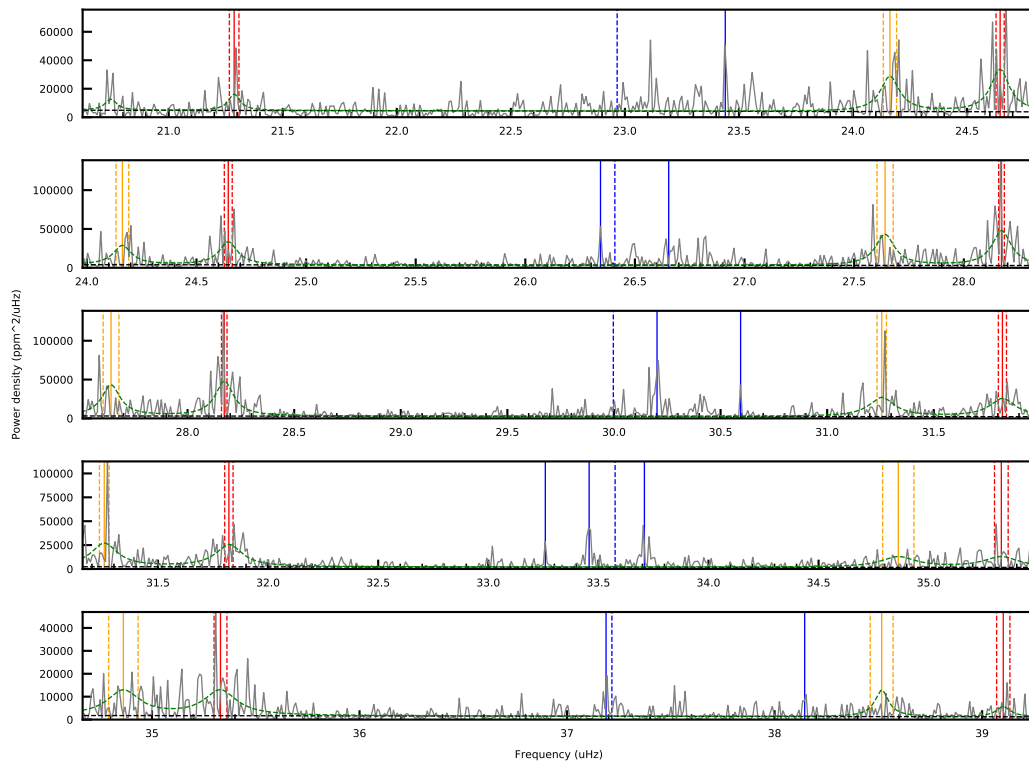 60000
40000
20000
0
21.0 21.5 22.0 22.5 23.0 23.5 24.0 24.5
100000
50000
0
24.0 24.5 25.0 25.5 26.0 26.5 27.0 27.5 28.0
Power density (ppm^2/uHz)
100000
50000
0
28.0 28.5 29.0 29.5 30.0 30.5 31.0 31.5
100000
75000
50000
25000
0
31.5 32.0 32.5 33.0 33.5 34.0 34.5 35.0
40000
30000
20000
10000
0
35 36 37 38 39
Frequency (uHz)